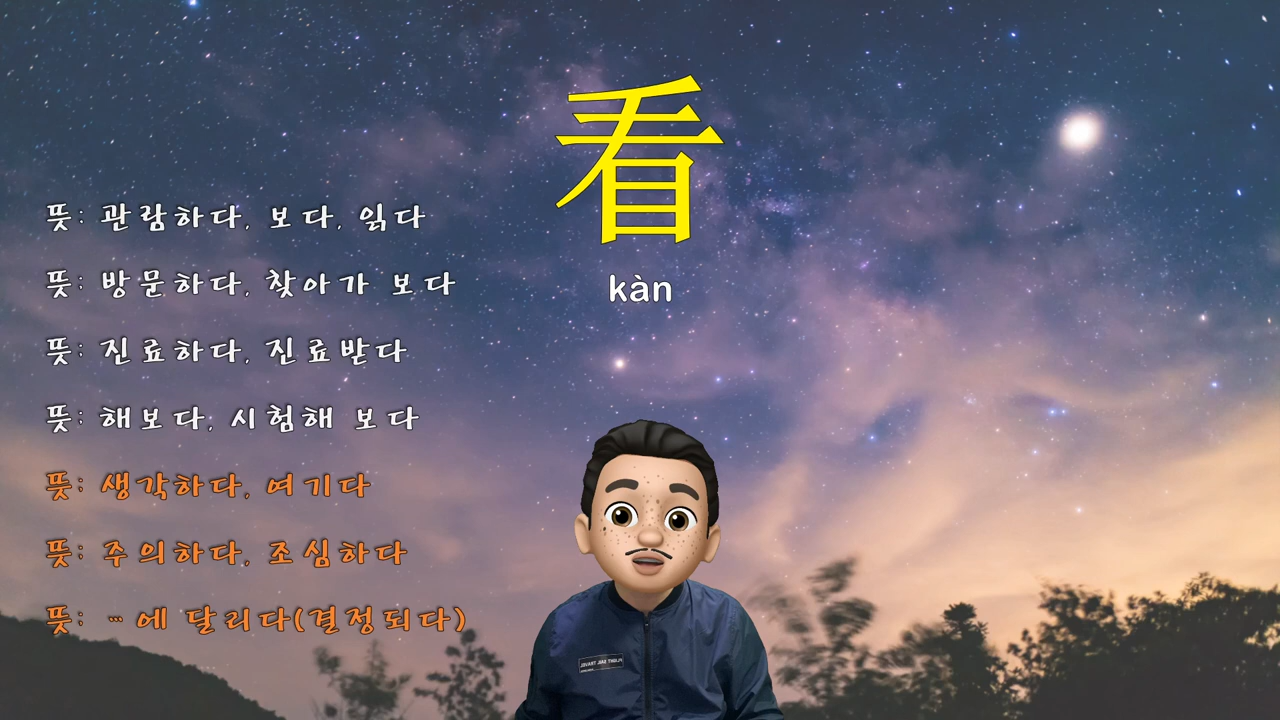 看
kàn
뜻: 관람하다, 보다, 읽다
뜻: 방문하다, 찾아가 보다
뜻: 진료하다, 진료받다
뜻: 해보다, 시험해 보다
뜻: 생각하다, 여기다
뜻: 주의하다, 조심하다
뜻: …에 달리다(결정되다)